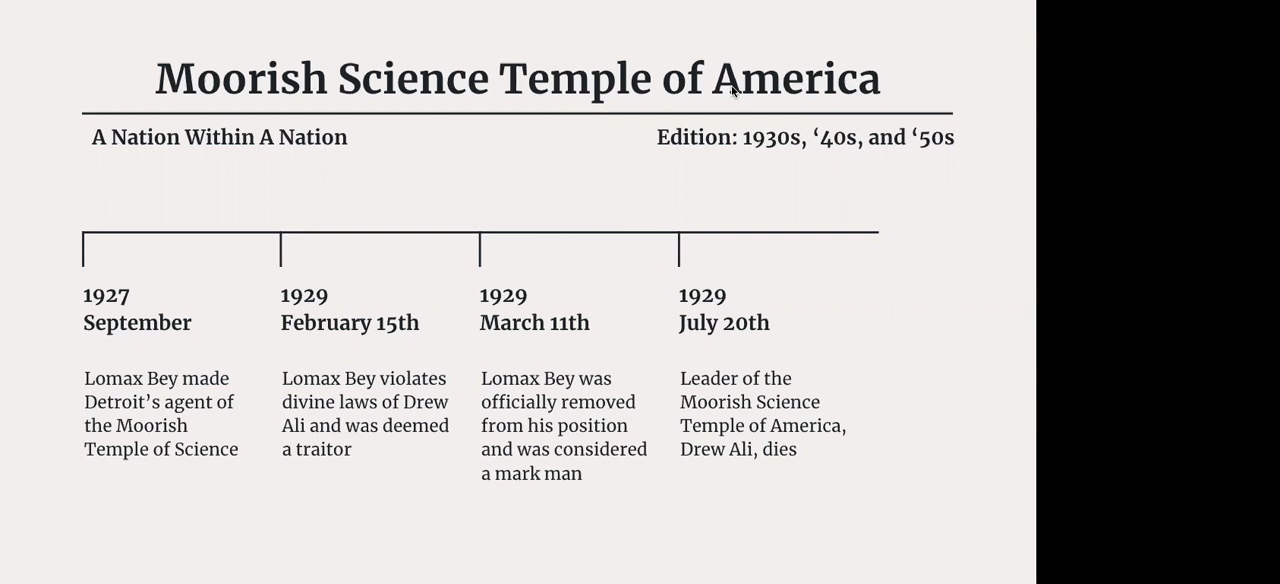 Moorish Science Temple of America
A Nation Within A Nation
Edition: 1930s, ‘40s, and ‘50s
1927
September
Lomax Bey made
Detroit’s agent of
the Moorish
Temple of Science
1929
February 15th
Lomax Bey violates
divine laws of Drew
Ali and was deemed
a traitor
1929
March 11th
Lomax Bey was
officially removed
from his position
and was considered
a mark man
1929
July 20th
Leader of the
Moorish Science
Temple of America,
Drew Ali, dies